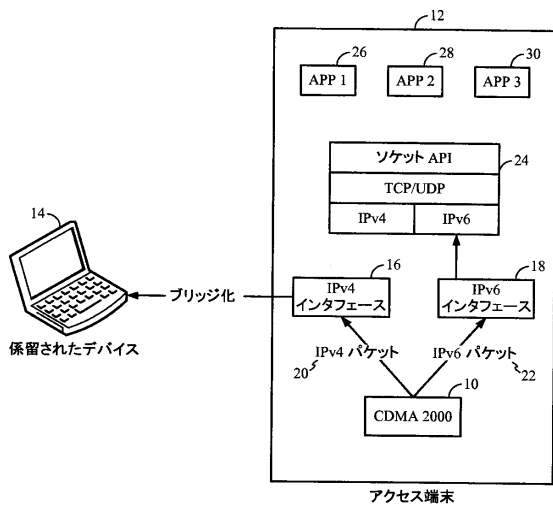 12
26
28
30
APP 1
APP 2
APP 3
ソケット API
24
TCP/UDP
IPv4
IPv6
14
16
18
ブリッジ化
IPv4
インタフェース
IPv6
インタフェース
係留されたデバイス
IPv4 パケット
IPv6 パケット
20
22
10
CDMA 2000
アクセス端末